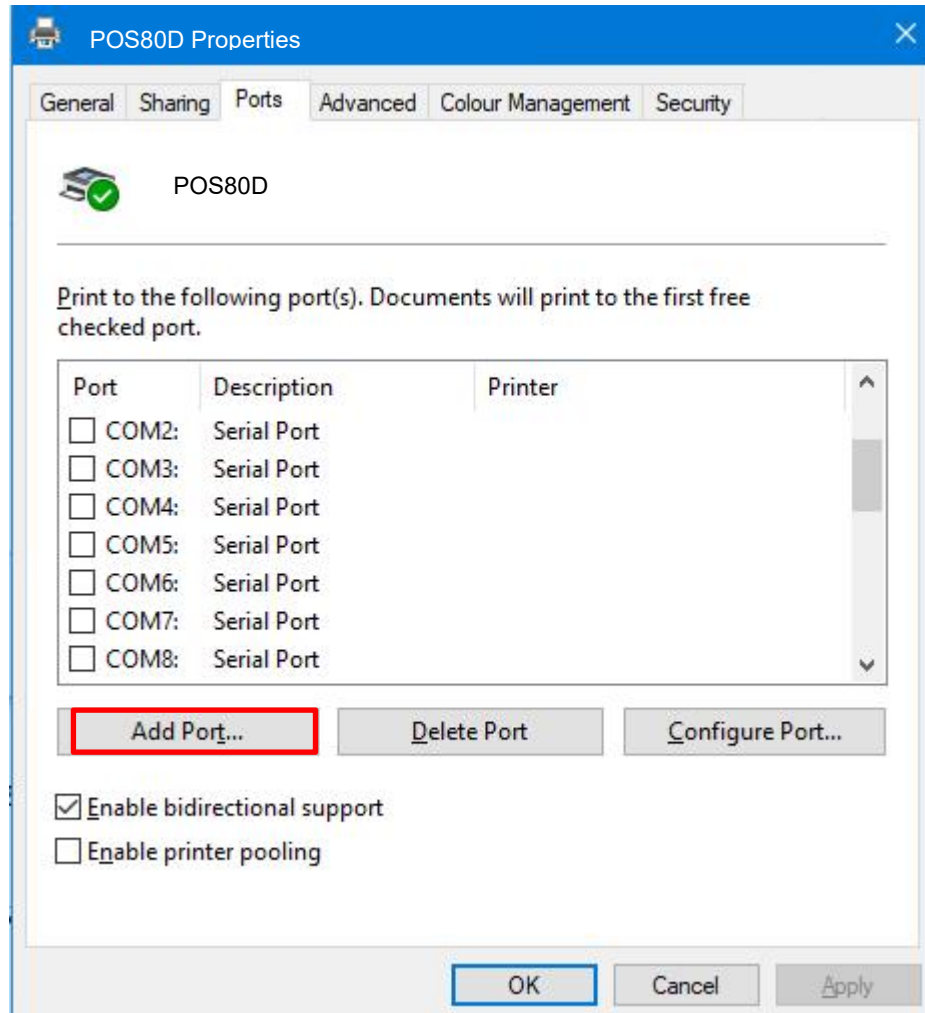 POS80D Properties
General Sharing Ports Advanced Colour Management Security
POS80D
Print to the following port(s). Documents will print to the first free
checked port.
Port Description Printer
COM2: Serial Port
COM3: Serial Port
COM4: Serial Port
COM5: Serial Port
COM6: Serial Port
COM7: Serial Port
COM8: Serial Port
Add Port... Delete Port Configure Port...
Enable bidirectional support
Enable printer pooling
OK Cancel Apply